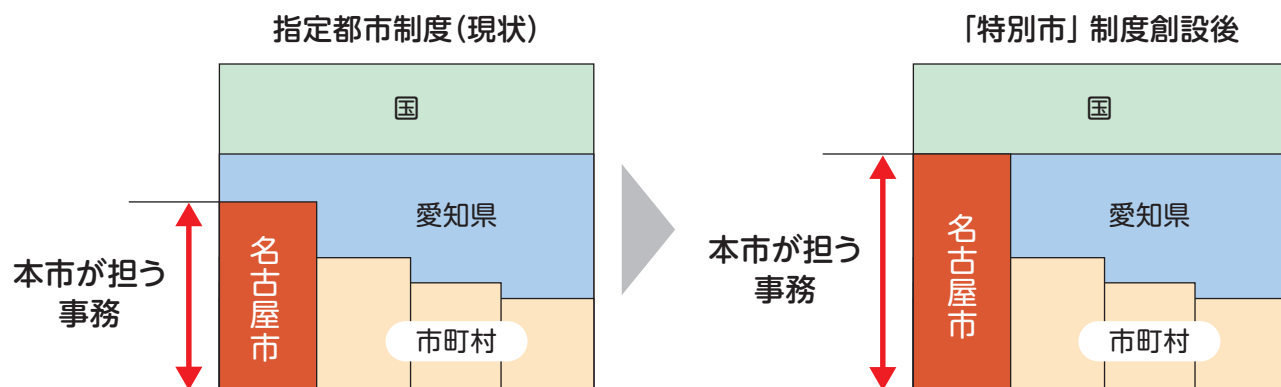 指定都市制度(現状)
国
愛知県
名古屋市
市町村
本市が担う
事務
「特別市」制度創設後
国
愛知県
名古屋市
市町村
本市が担う
事務